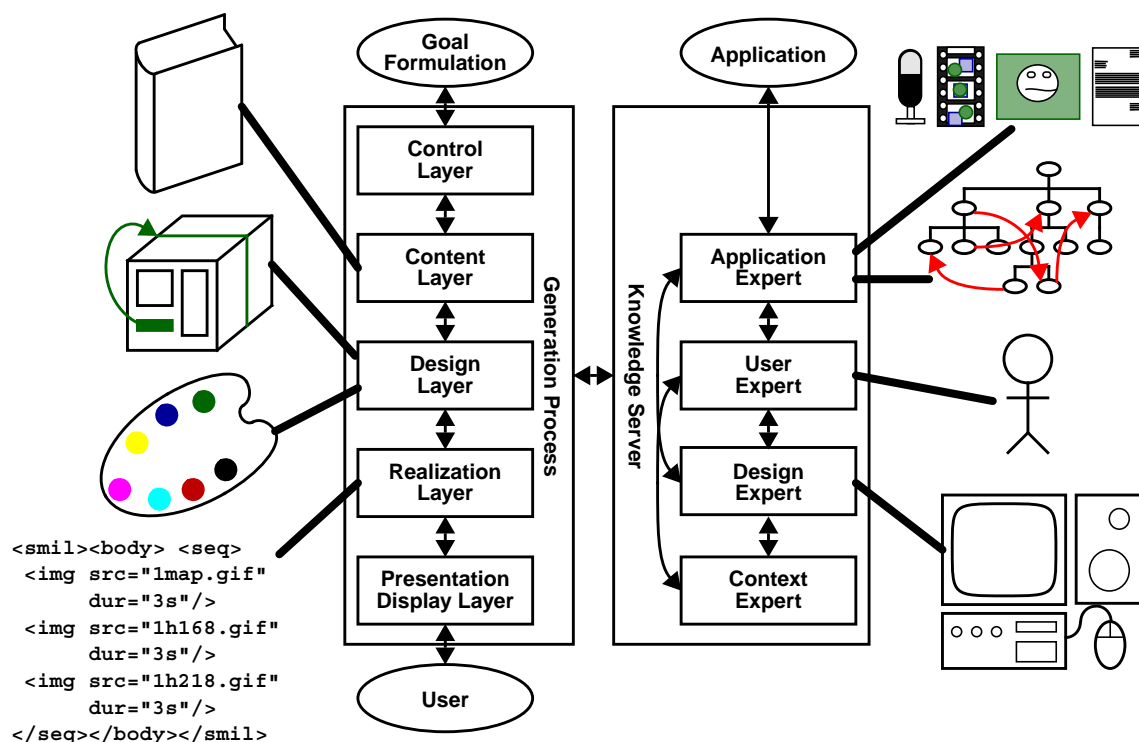 Goal
Formulation
Control
Layer
Content
Layer
Design
Layer
Realization
Layer
Presentation
Display Layer
User
Generation Process
Application
Knowledge Server
Application
Expert
User
Expert
Design
Expert
Context
Expert
<smil><body> <seq>
<img src="1map.gif"
dur="3s"/>
<img src="1h168.gif"
dur="3s"/>
<img src="1h218.gif"
dur="3s"/>
</seq></body></smil>